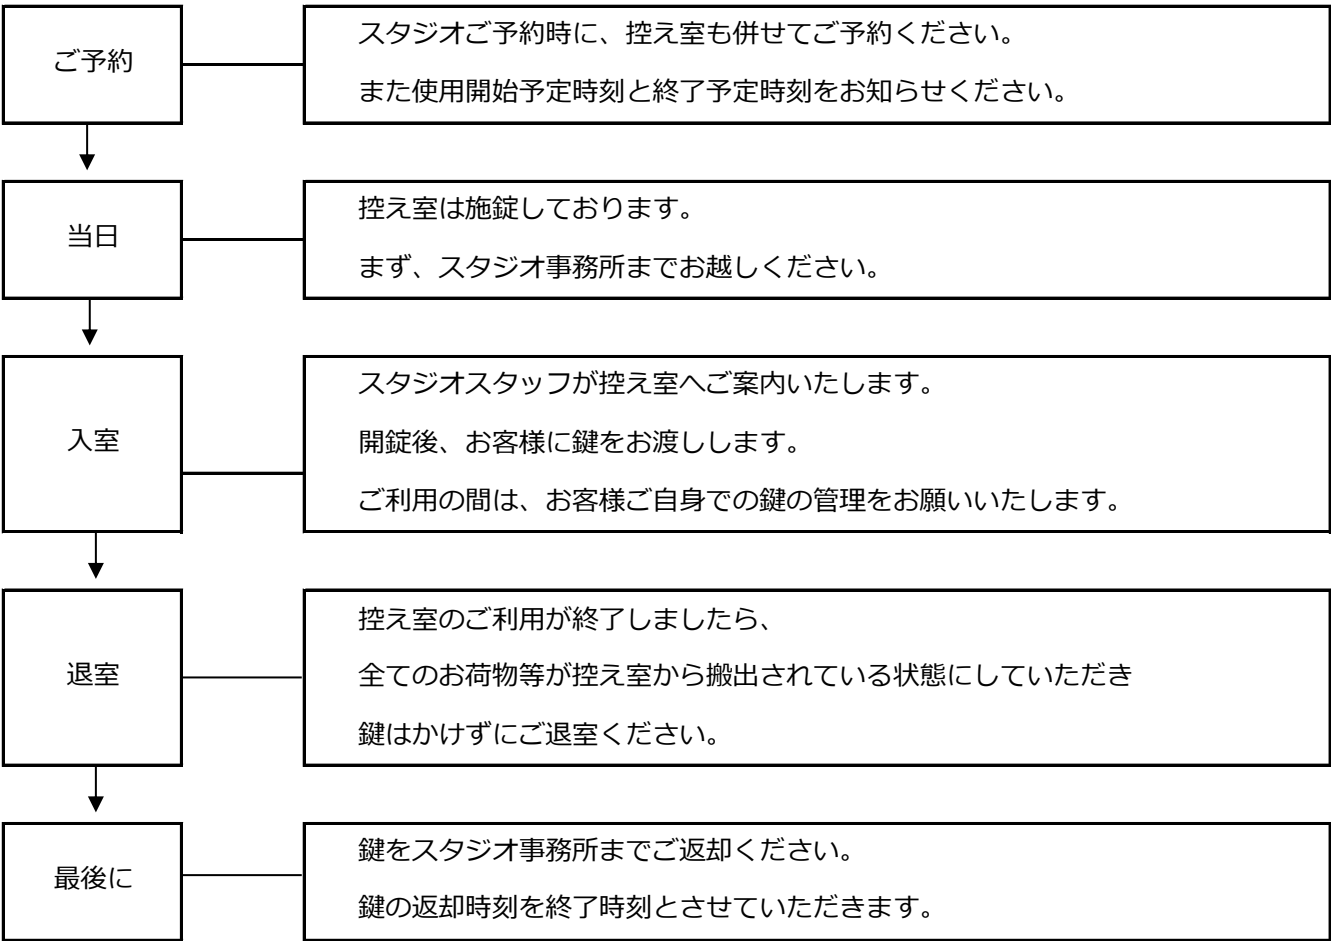 ご予約
スタジオご予約時に、控え室も併せてご予約ください。
また使用開始予定時刻と終了予定時刻をお知らせください。
当日
控え室は施錠しております。
まず、スタジオ事務所までお越しください。
入室
スタジオスタッフが控え室へご案内いたします。
開錠後、お客様に鍵をお渡しします。
ご利用の間は、お客様ご自身での鍵の管理をお願いいたします。
退室
控え室のご利用が終了しましたら、
全てのお荷物等が控え室から搬出されている状態にしていただき
鍵はかけずにご退室ください。
最後に
鍵をスタジオ事務所までご返却ください。
鍵の返却時刻を終了時刻とさせていただきます。